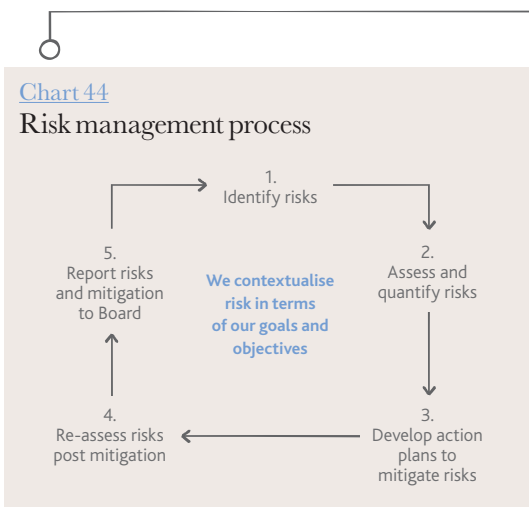 Chart 44
Risk management process
1.
Identify risks
2.
Assess and
quantify risks
3.
Develop action
plans to
mitigate risks
4.
Re-assess risks
post mitigation
5.
Report risks
and mitigation
to Board
We contextualise
risk in terms
of our goals and
objectives